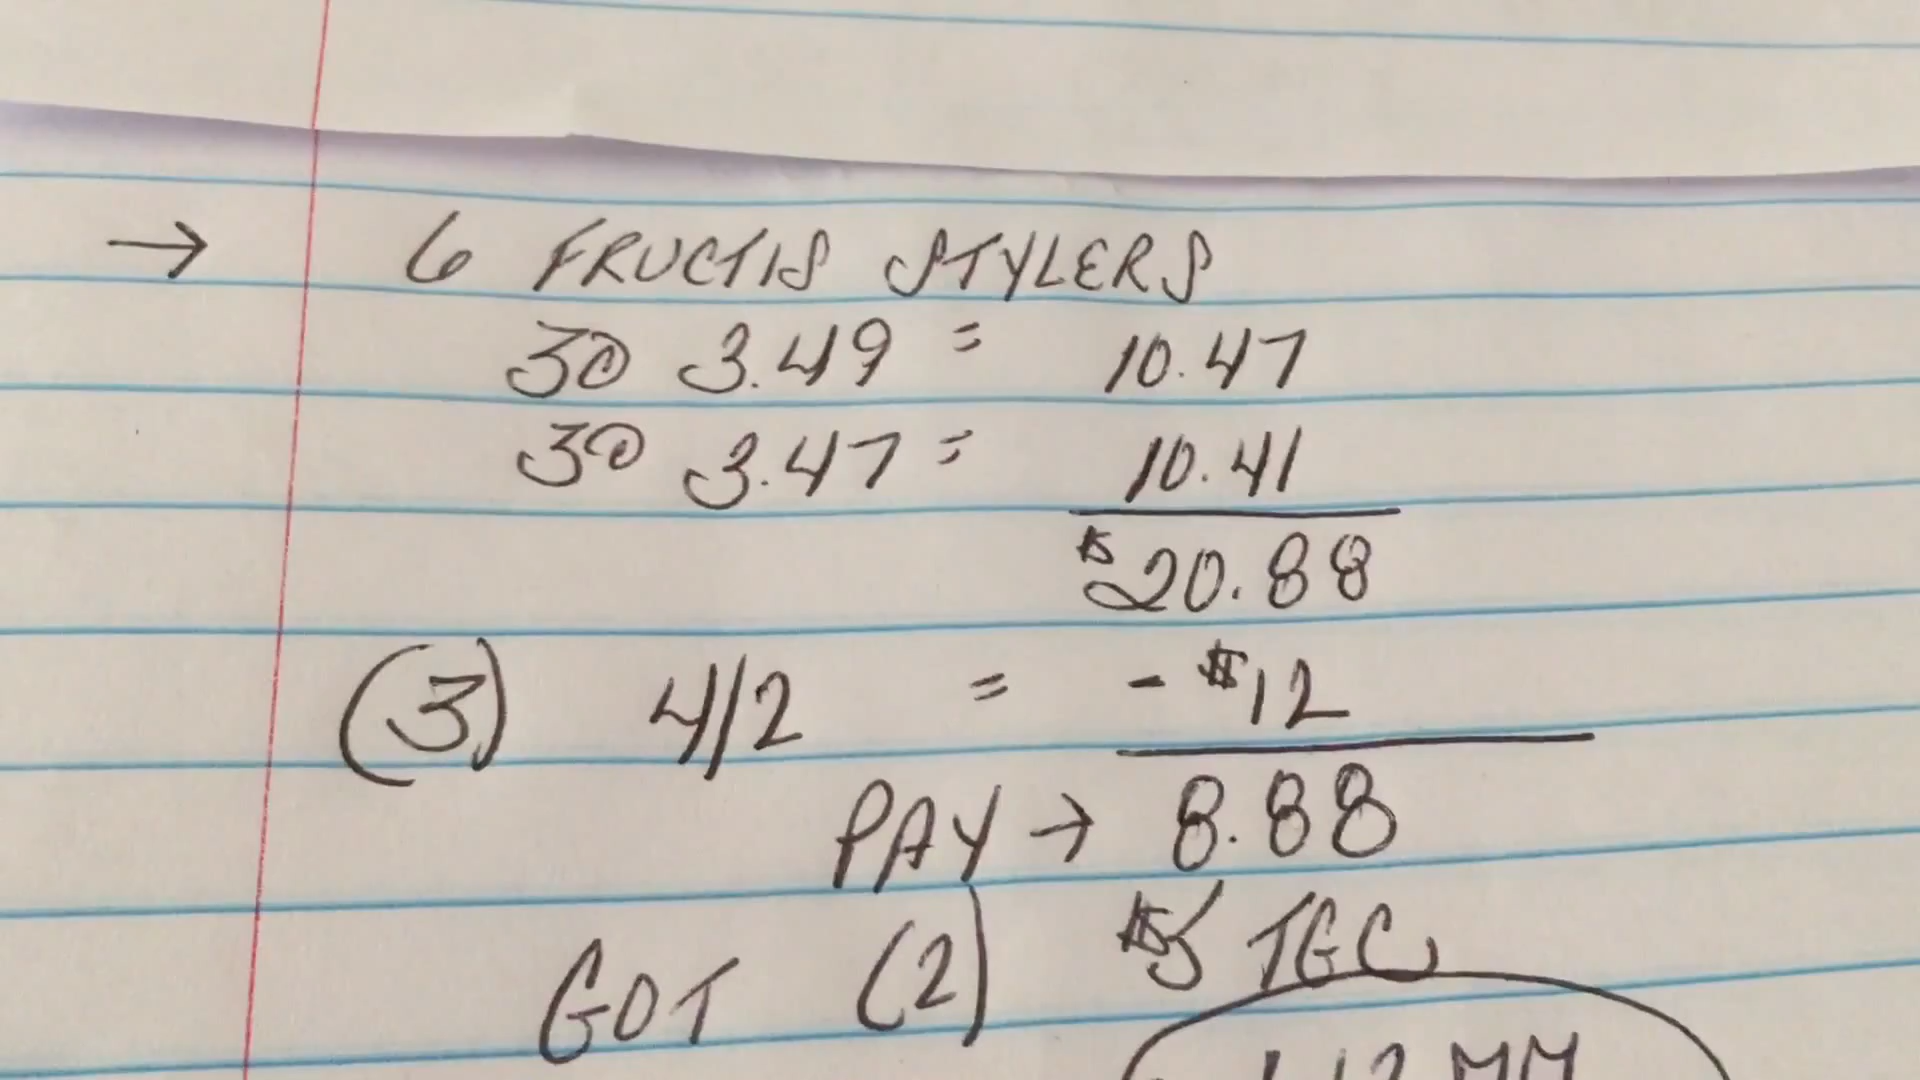 → 6 FRUCTIS STYLERS
3@ 3.49 = 10.47
3@ 3.47 = 10.41
$20.88
(3) 4/2 = - $12
PAY → 8.88
GOT (2) $5 TGC